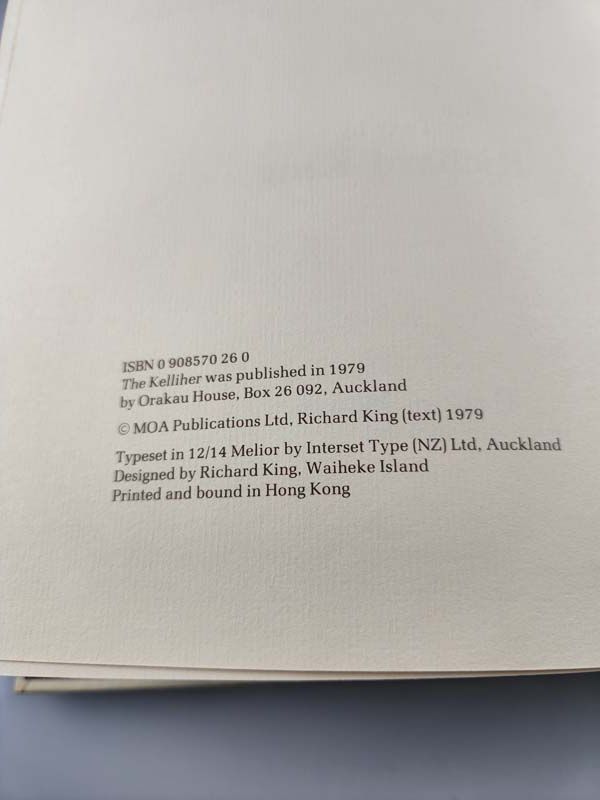 ISBN 0 908570 26 0
The Kelliher was published in 1979
by Orakau House, Box 26 092, Auckland
© MOA Publications Ltd, Richard King (text) 1979
Typeset in 12/14 Melior by Interset Type (NZ) Ltd, Auckland
Designed by Richard King, Waiheke Island
Printed and bound in Hong Kong